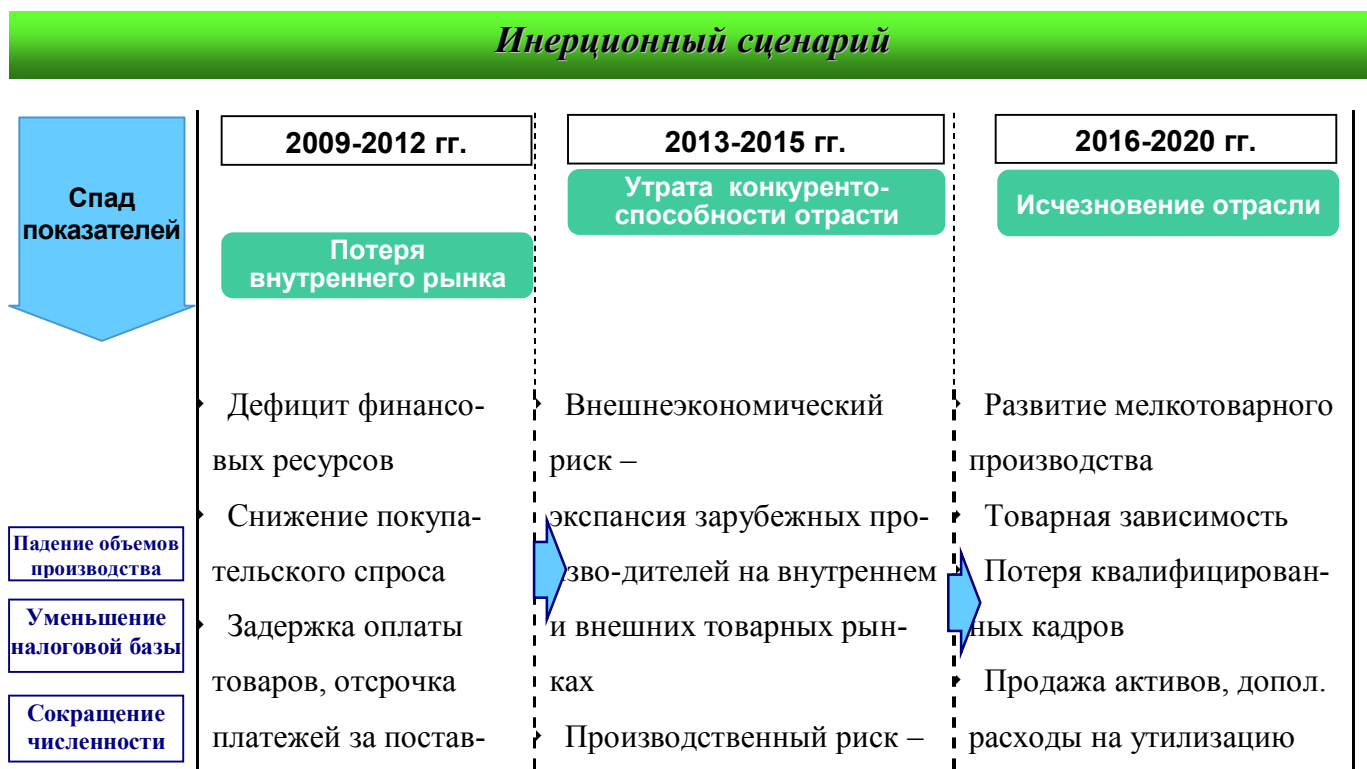 Инерционный сценарий
Спад
показателей
Падение объемов
производства
Уменьшение
налоговой базы
Сокращение
численности
2009-2012 гг.
Потеря
внутреннего рынка
Дефицит финансо-
вых ресурсов
Снижение покупа-
тельского спроса
Задержка оплаты
товаров, отсрочка
платежей за постав-
2013-2015 гг.
Утрата конкуренто-
способности отрасти
Внешнеэкономический
риск –
экспансия зарубежных про-
зво-дителей на внутреннем
и внешних товарных рын-
ках
Производственный риск –
2016-2020 гг.
Исчезновение отрасли
Развитие мелкотоварного
производства
Товарная зависимость
Потеря квалифицирован-
ных кадров
Продажа активов, допол.
расходы на утилизацию